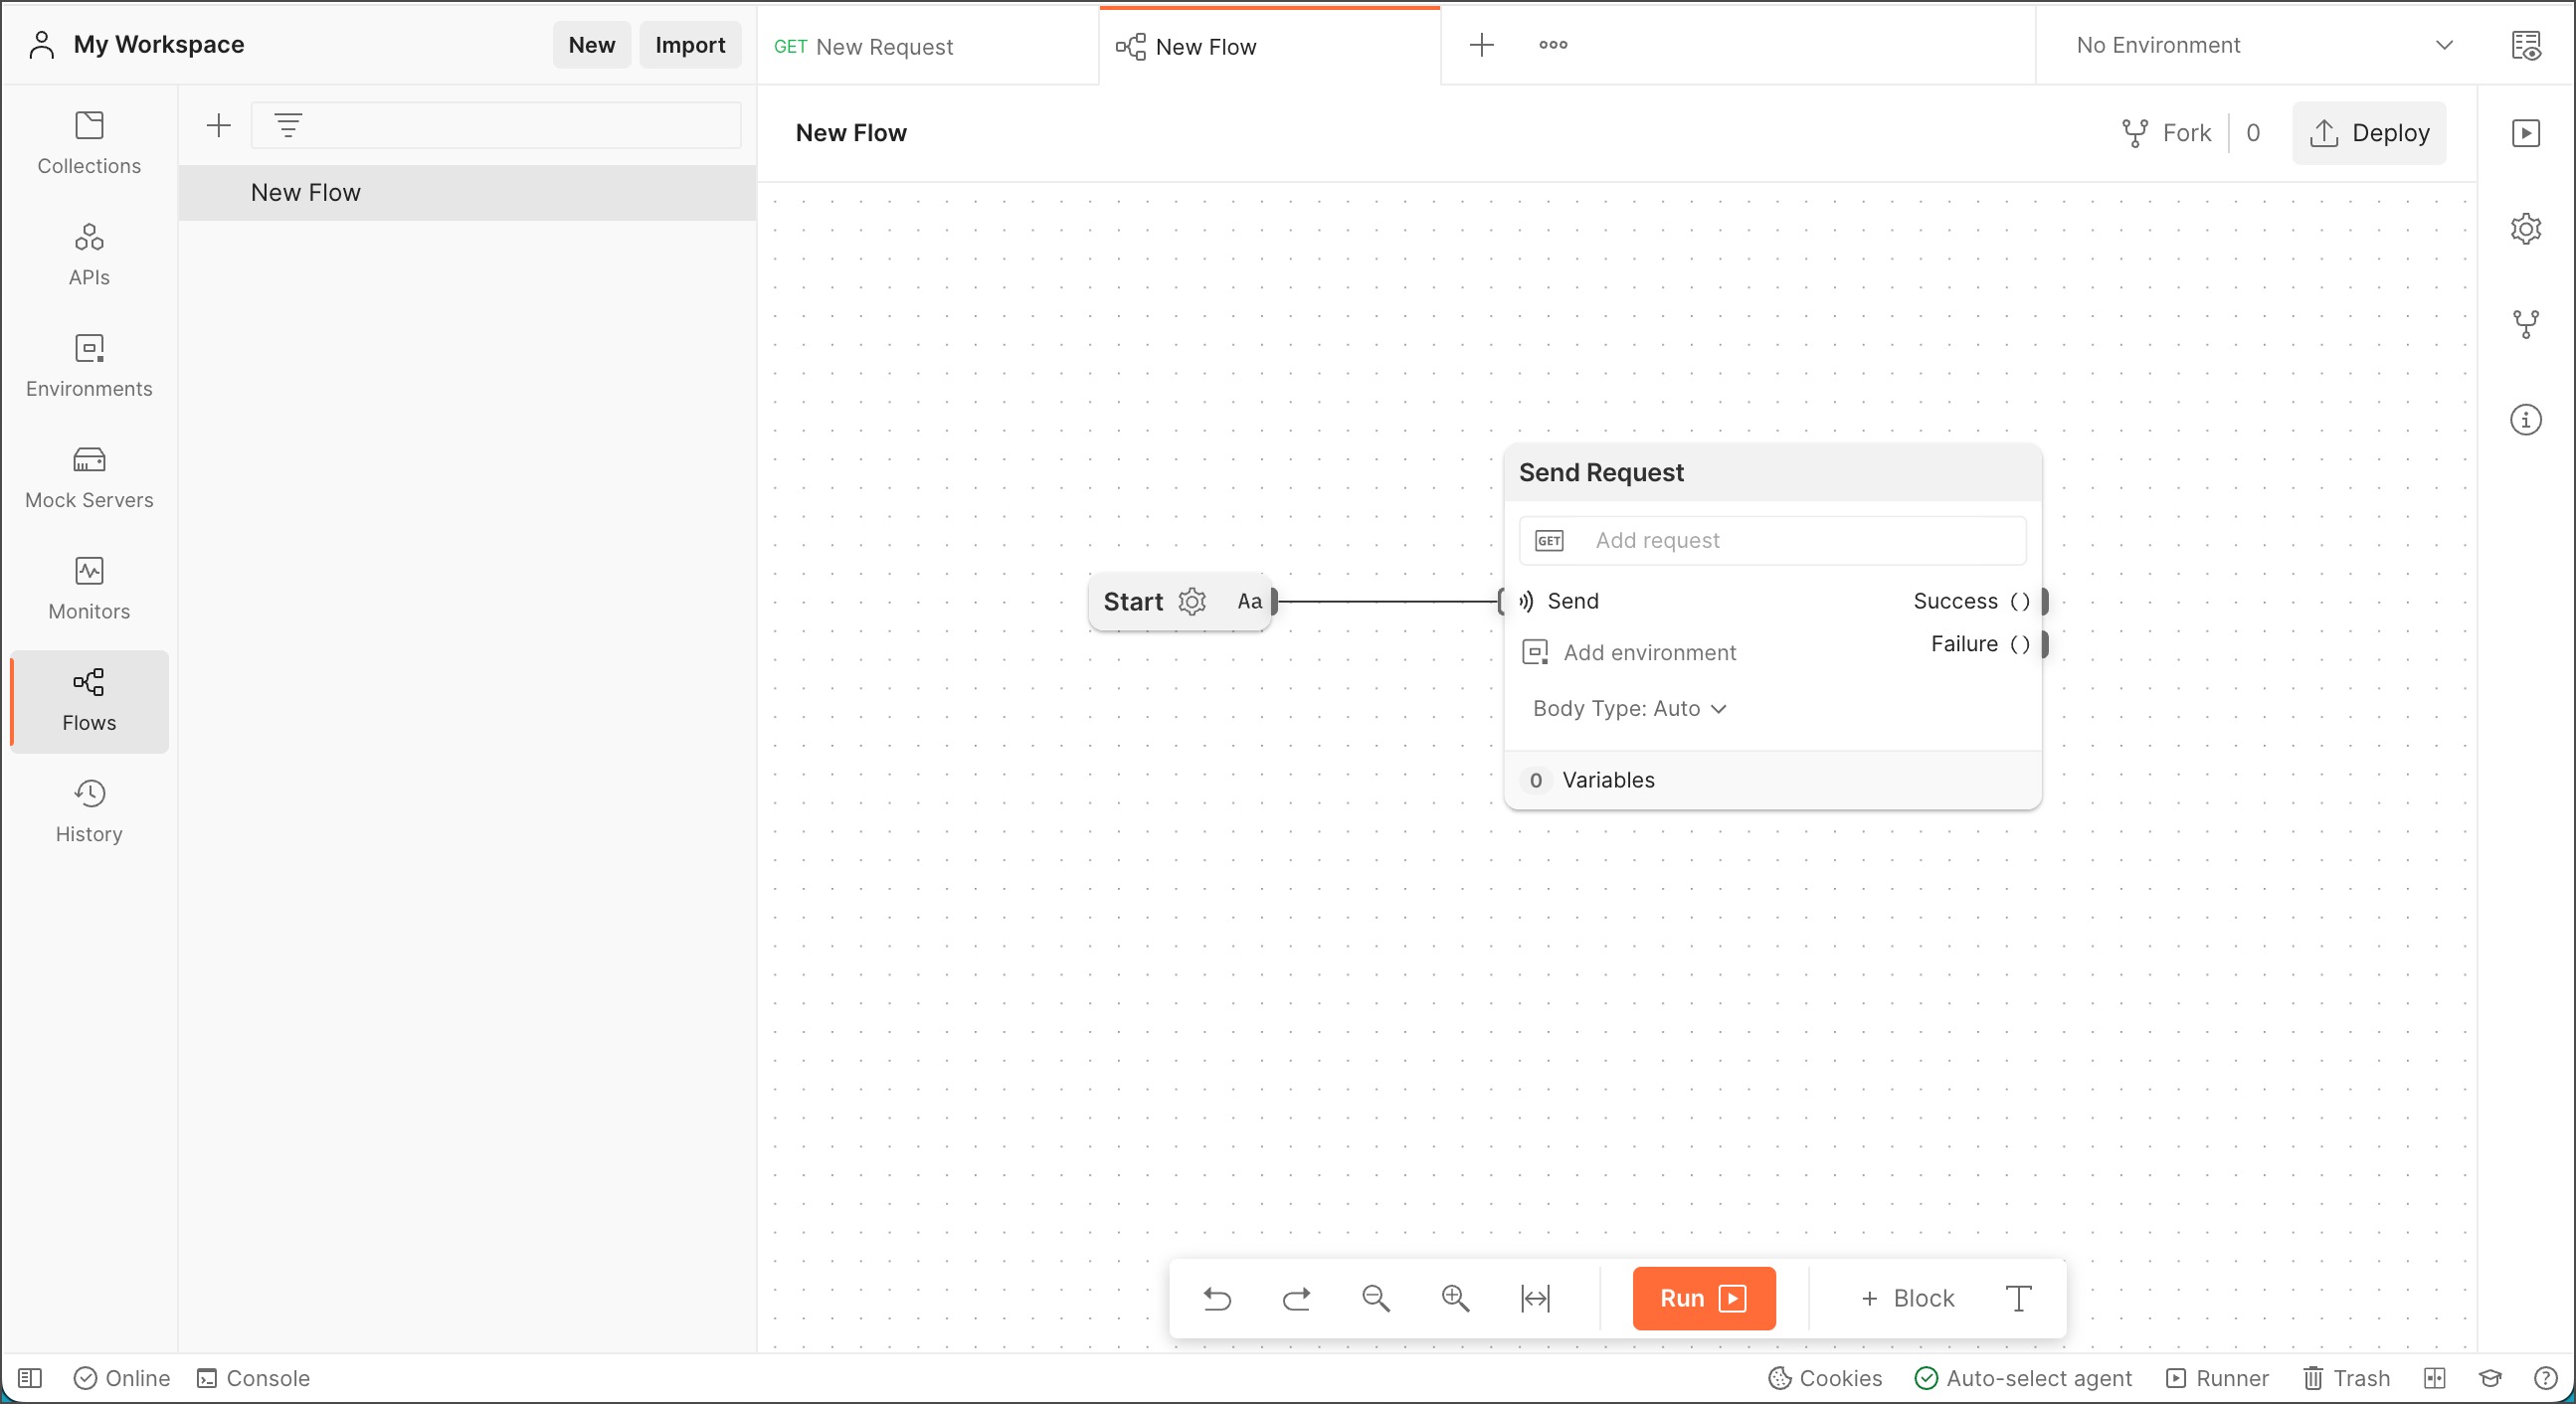 My Workspace
New
Import
GET New Request
New Flow
No Environment
Collections
APIs
Environments
Mock Servers
Monitors
Flows
History
New Flow
New Flow
Fork
0
Deploy
Start
Aa
Send Request
GET Add request
Send
Success ()
Failure ()
Add environment
Body Type: Auto
0 Variables
Run
+ Block
T
Online
Console
Cookies
Auto-select agent
Runner
Trash